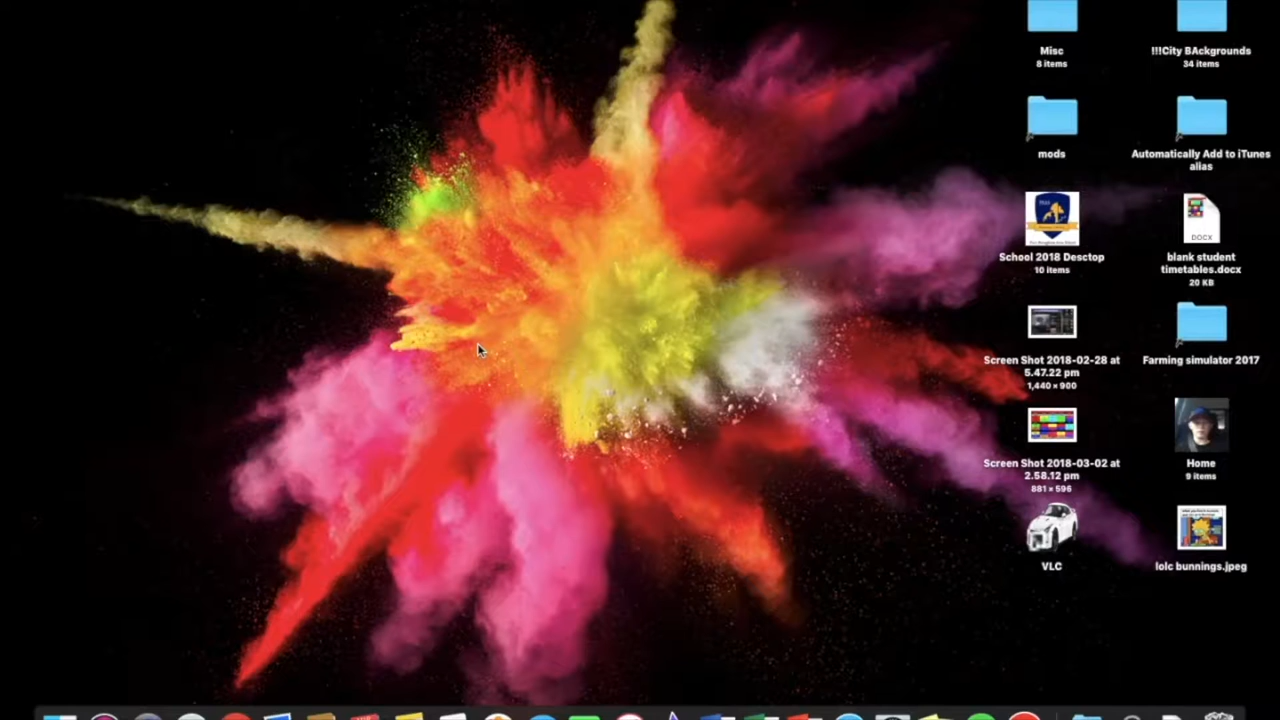 Misc
8 items
!!!City BAckgrounds
34 items
mods
Automatically Add to iTunes
alias
School 2018 Desctop
10 items
DOCX
blank student
timetables.docx
20 KB
Screen Shot 2018-02-28 at
5.47.22 pm
1,440 × 900
Farming simulator 2017
Screen Shot 2018-03-02 at
2.58.12 pm
881 × 596
Home
9 items
VLC
lolc bunnings.jpeg